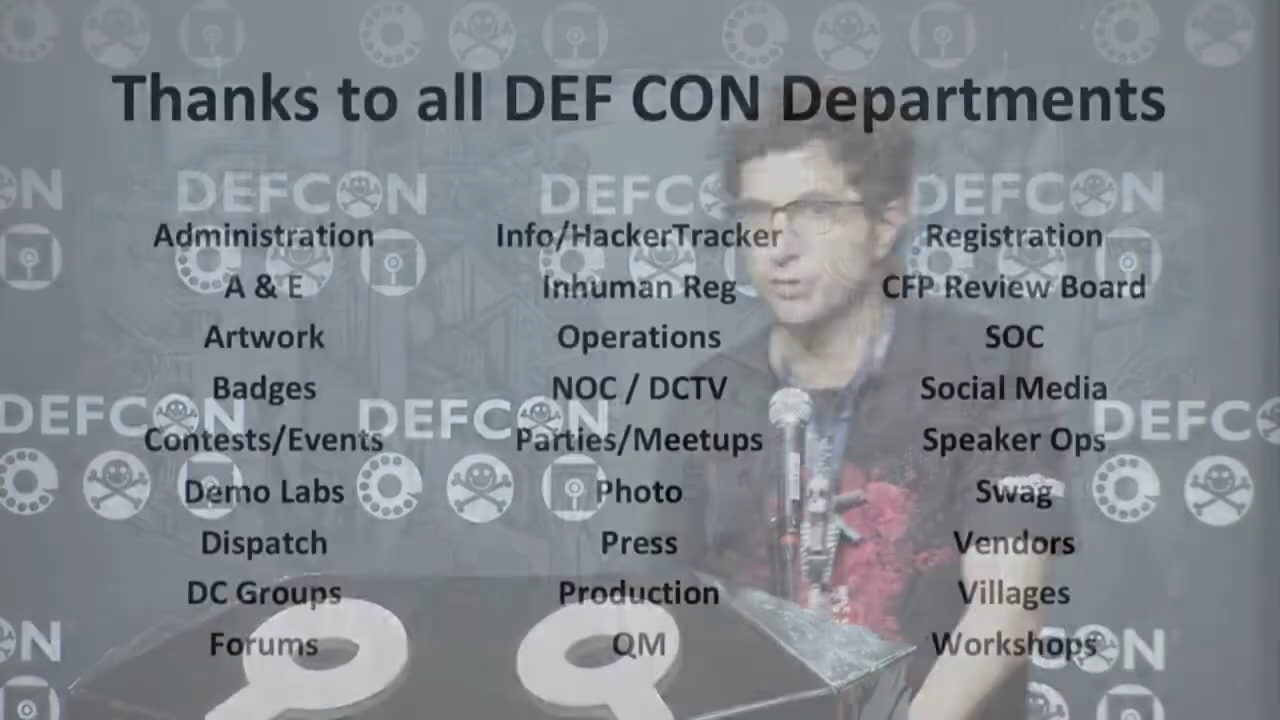 Thanks to all DEF CON Departments
Administration
A & E
Artwork
Badges
Contests/Events
Demo Labs
Dispatch
DC Groups
Forums
Info/HackerTracker
Inhuman Reg
Operations
NOC / DCTV
Parties/Meetups
Photo
Press
Production
QM
Registration
CFP Review Board
SOC
Social Media
Speaker Ops
Swag
Vendors
Villages
Workshops
DEFCON
DEFCON
DEFCON
DEFCON
DEFCON